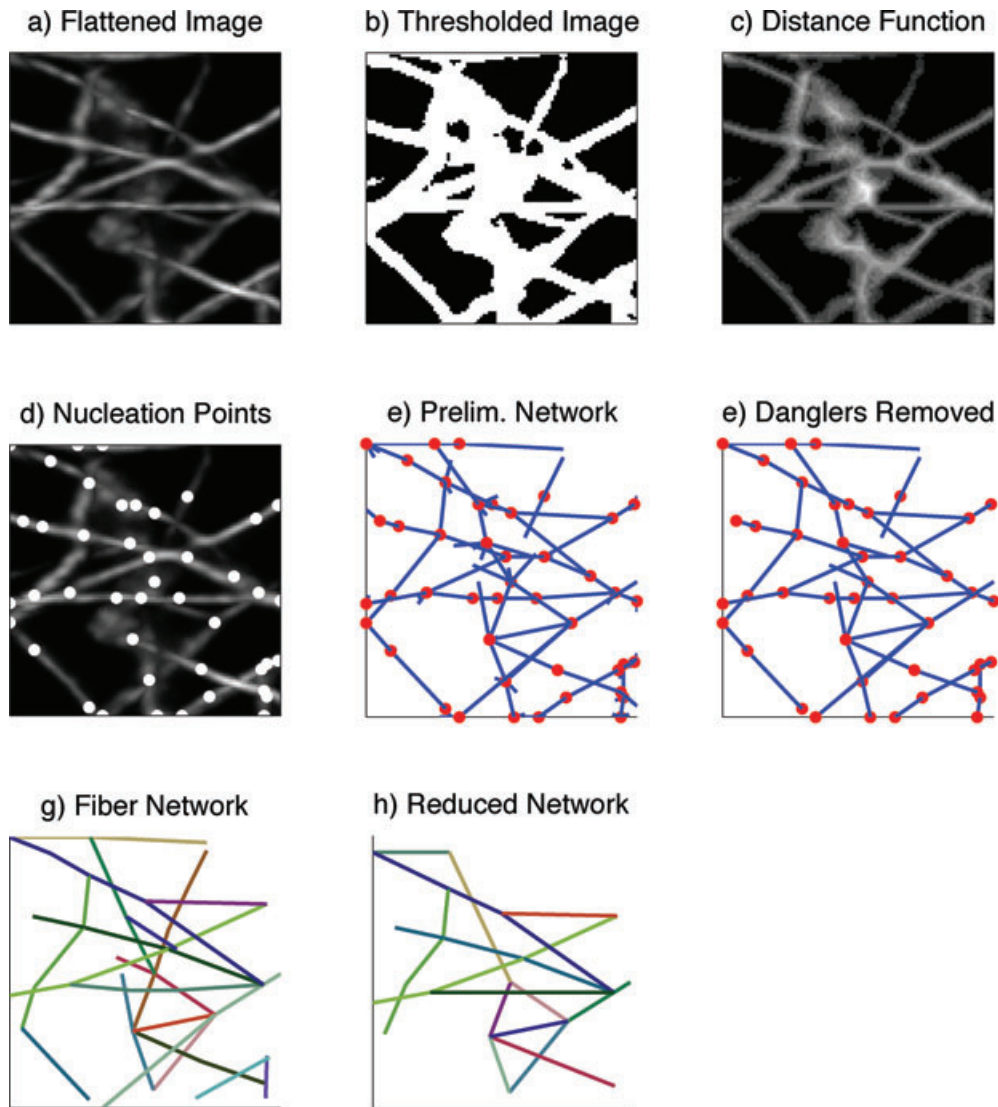 a) Flattened Image
b) Thresholded Image
c) Distance Function
d) Nucleation Points
e) Prelim. Network
e) Danglers Removed
g) Fiber Network
h) Reduced Network